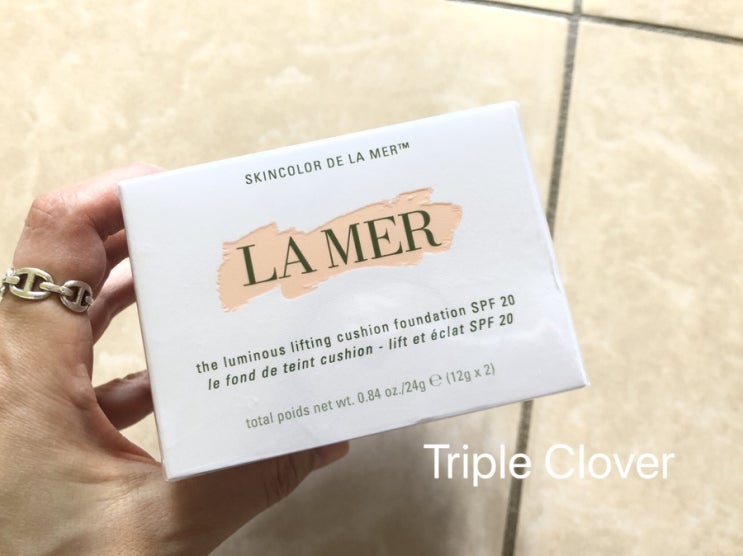 SKINCOLOR DE LA MER™
LA MER
the luminous lifting cushion foundation SPF 20
le fond de teint cushion - lift et éclat SPF 20
total poids net wt. 0.84 oz./24g ℮ (12g x 2)
Triple Clover